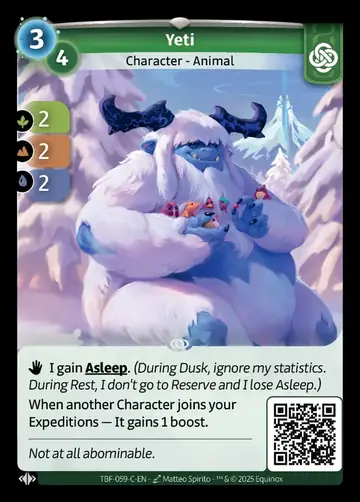 3
4
Yeti
Character - Animal
2
2
2
I gain Asleep. (During Dusk, ignore my statistics.
During Rest, I don't go to Reserve and I lose Asleep.)
When another Character joins your
Expeditions — It gains 1 boost.
Not at all abominable.
TBF-059-C-EN - Matteo Spirito - ™ & © 2025 Equinox